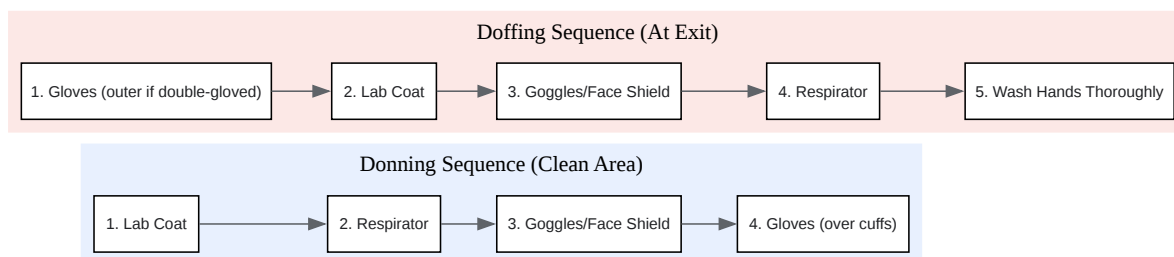 Doffing Sequence (At Exit)
1. Gloves (outer if double-gloved)
2. Lab Coat
3. Goggles/Face Shield
4. Respirator
5. Wash Hands Thoroughly
Donning Sequence (Clean Area)
1. Lab Coat
2. Respirator
3. Goggles/Face Shield
4. Gloves (over cuffs)